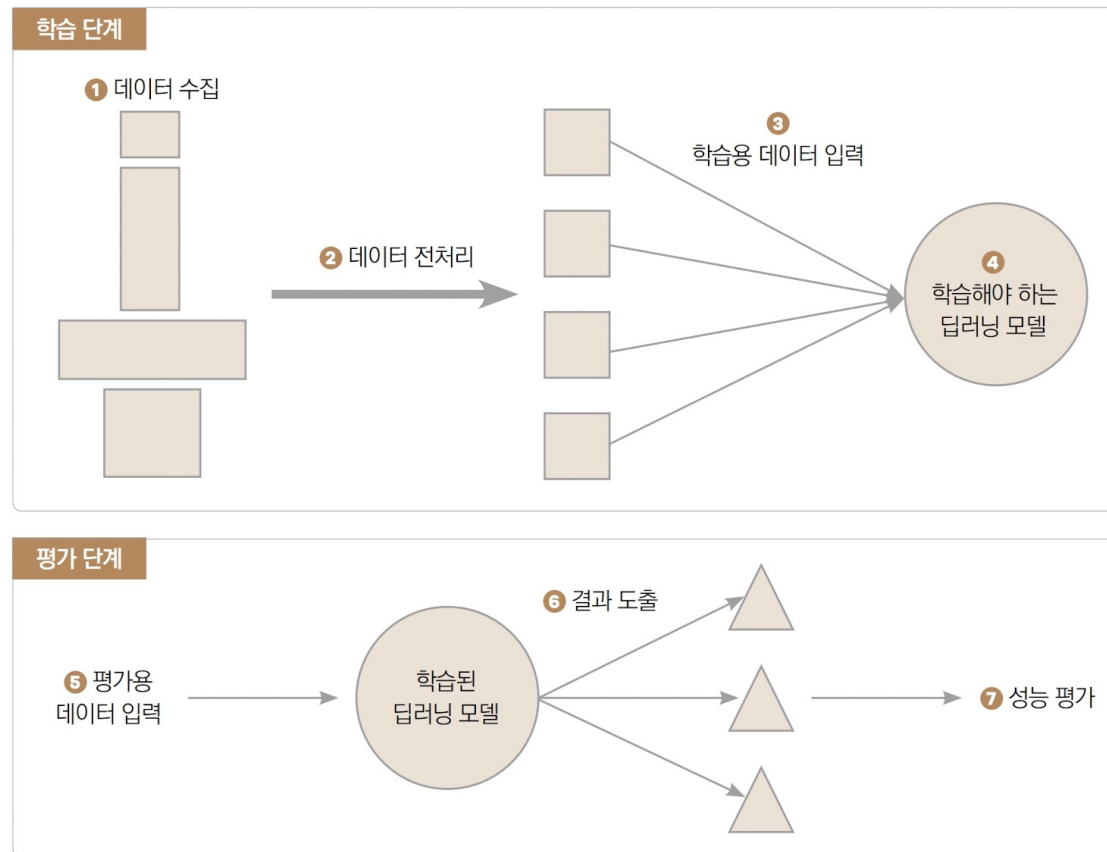 학습 단계
1 데이터 수집
2 데이터 전처리
3
학습용 데이터 입력
4
학습해야 하는
딥러닝 모델
평가 단계
5 평가용
데이터 입력
학습된
딥러닝 모델
6 결과 도출
7 성능 평가